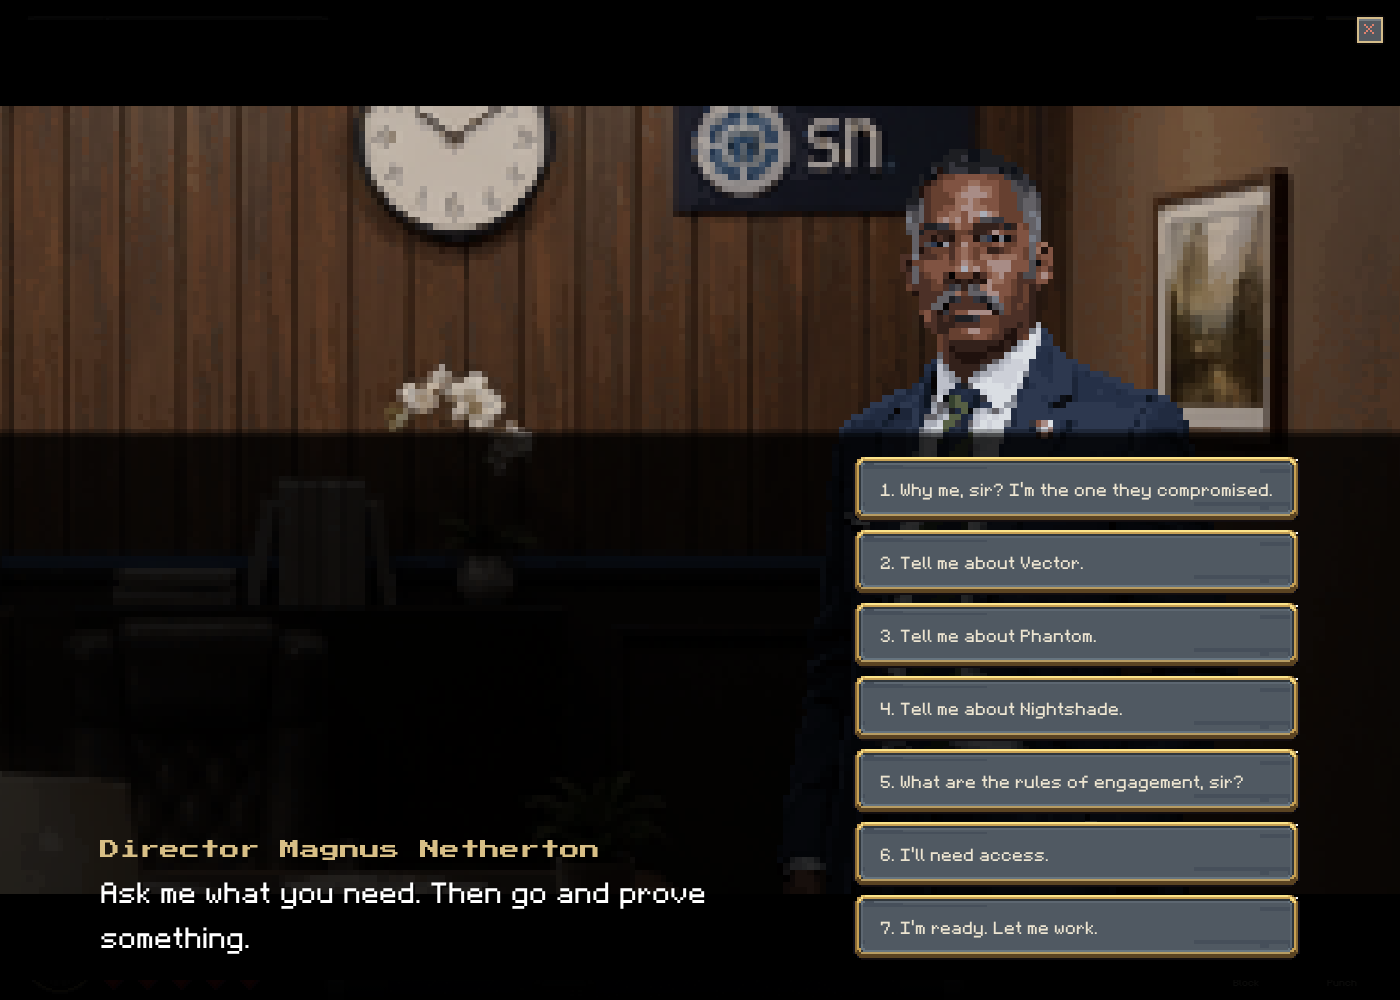 sn
1. Why me, sir? I'm the one they compromised.
2. Tell me about Vector.
3. Tell me about Phantom.
4. Tell me about Nightshade.
5. What are the rules of engagement, sir?
6. I'll need access.
7. I'm ready. Let me work.
Director Magnus Netherton
Ask me what you need. Then go and prove
something.